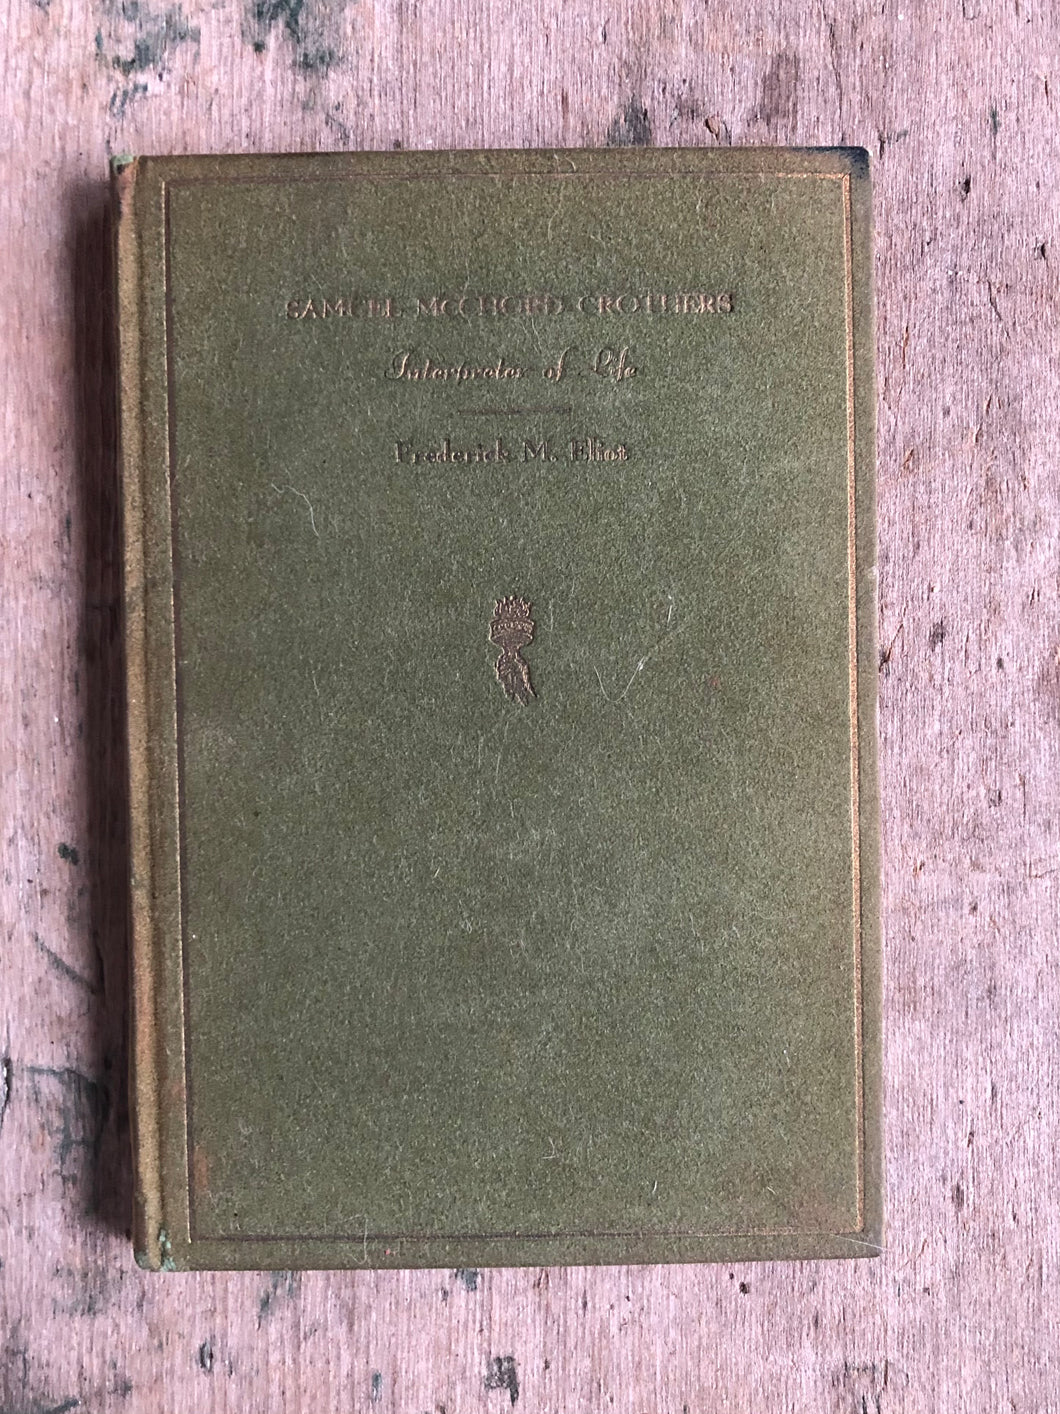 SAMUEL MCCHORD CROTHERS
Interpreter of Life
Frederick M. Eliot